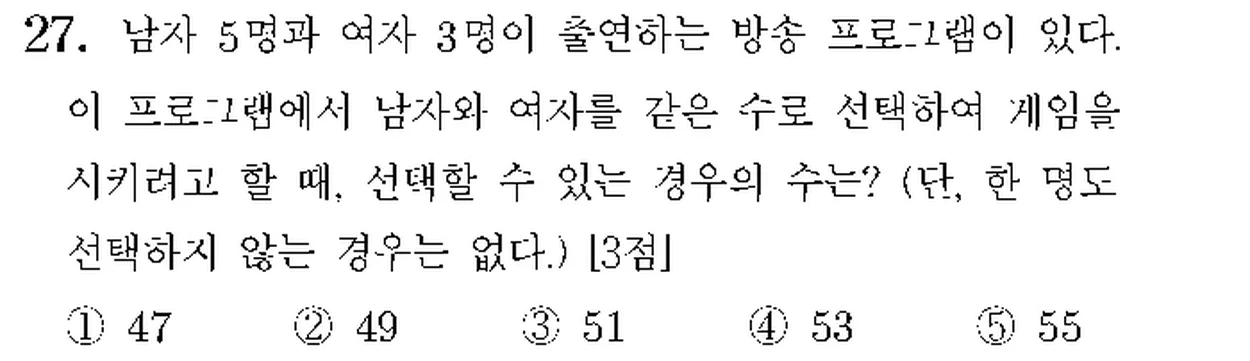 27. 남자 5명과 여자 3명이 출연하는 방송 프로그램이 있다.
이 프로그램에서 남자와 여자를 같은 수로 선택하여 게임을
시키려고 할 때, 선택할 수 있는 경우의 수는? (단, 한 명도
선택하지 않는 경우는 없다.) [3점]
① 47 ② 49 ③ 51 ④ 53 ⑤ 55